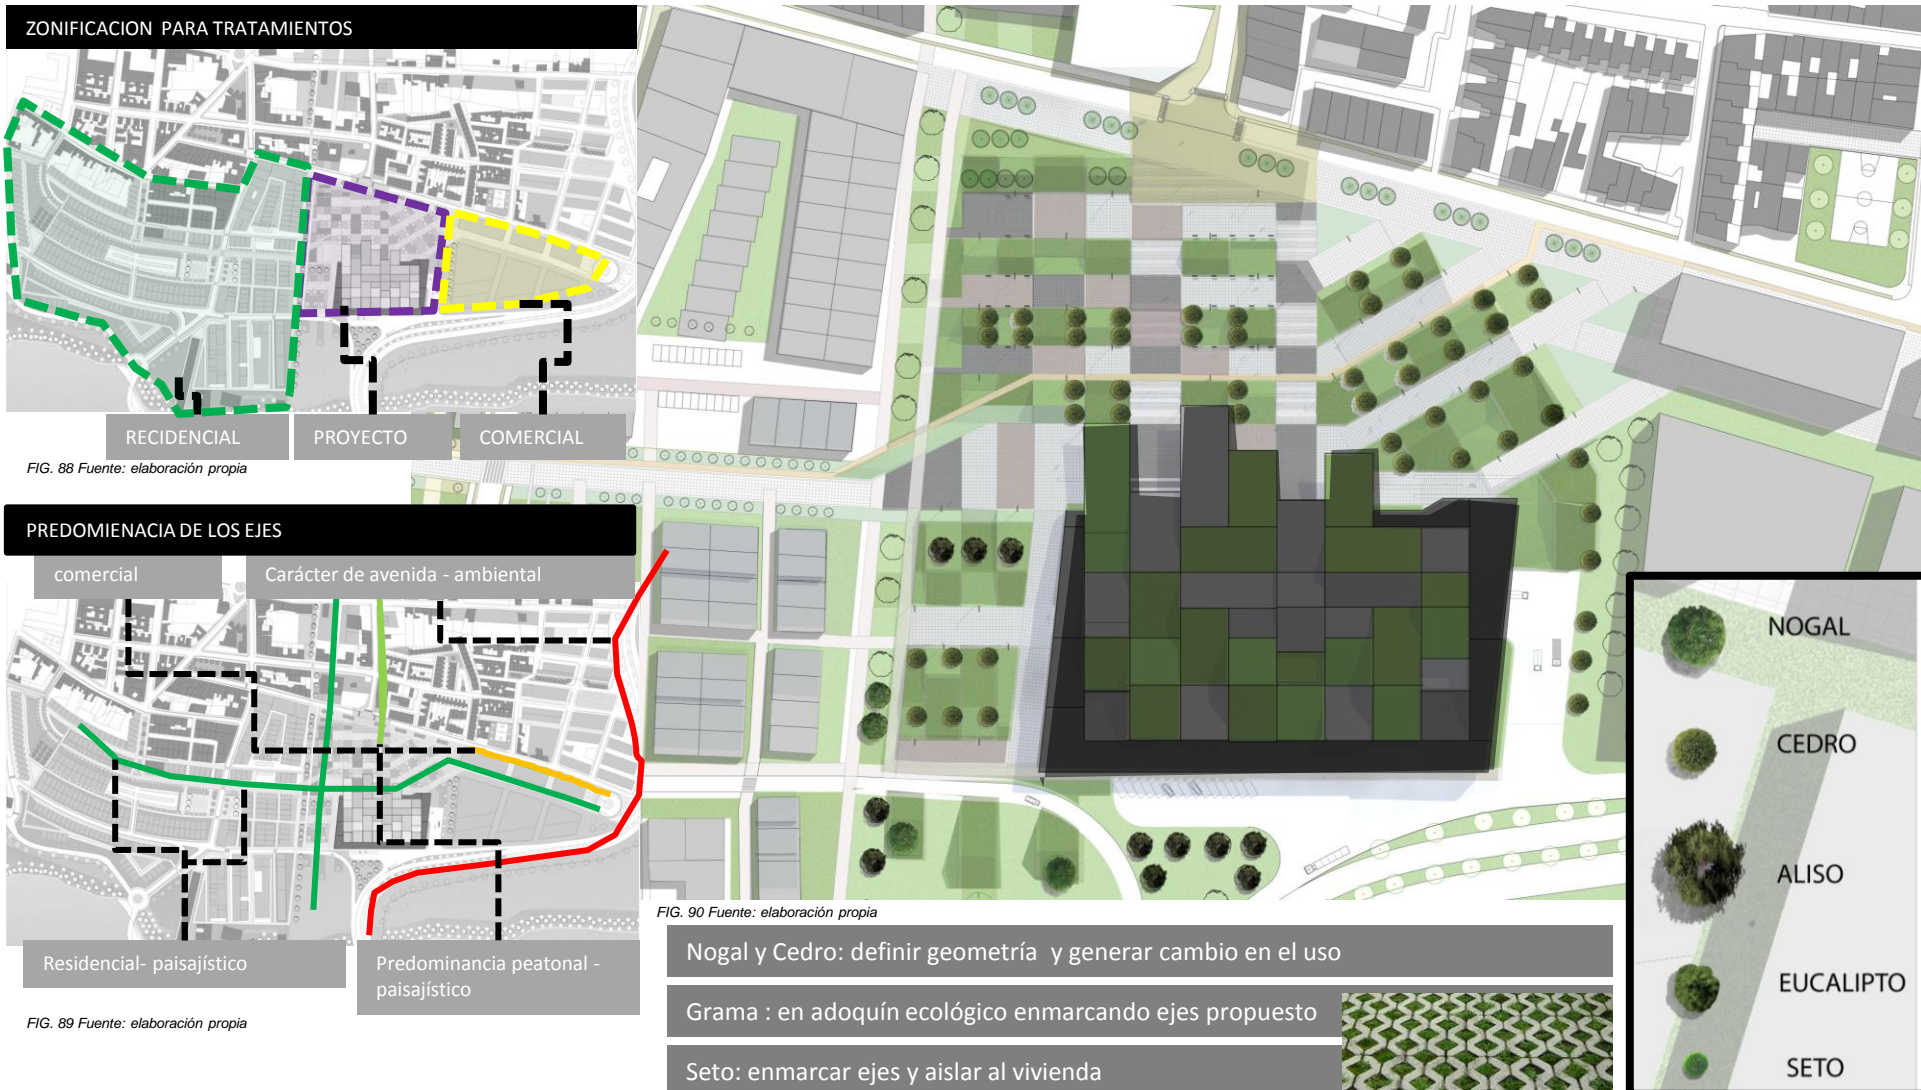 ZONIFICACION PARA TRATAMIENTOS
RECIDENCIAL
PROYECTO
COMERCIAL
FIG. 88 Fuente: elaboración propia
PREDOMIENACIA DE LOS EJES
comercial
Carácter de avenida - ambiental
Residencial- paisajístico
Predominancia peatonal -
paisajístico
FIG. 89 Fuente: elaboración propia
FIG. 90 Fuente: elaboración propia
Nogal y Cedro: definir geometría y generar cambio en el uso
Grama : en adoquín ecológico enmarcando ejes propuesto
Seto: enmarcar ejes y aislar al vivienda
NOGAL
CEDRO
ALISO
EUCALIPTO
SETO